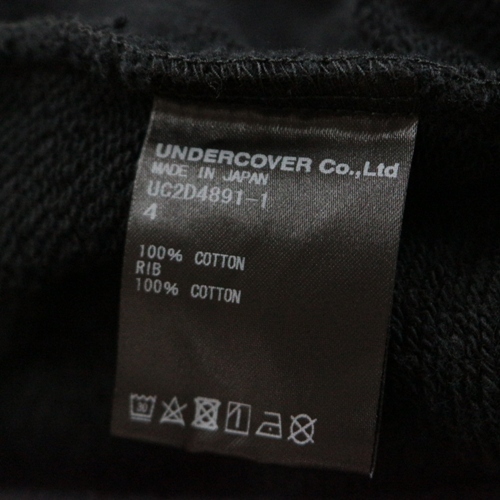 UNDERCOVER Co.,Ltd
MADE IN JAPAN
UC2D4891-1
4
100% COTTON
RIB
100% COTTON